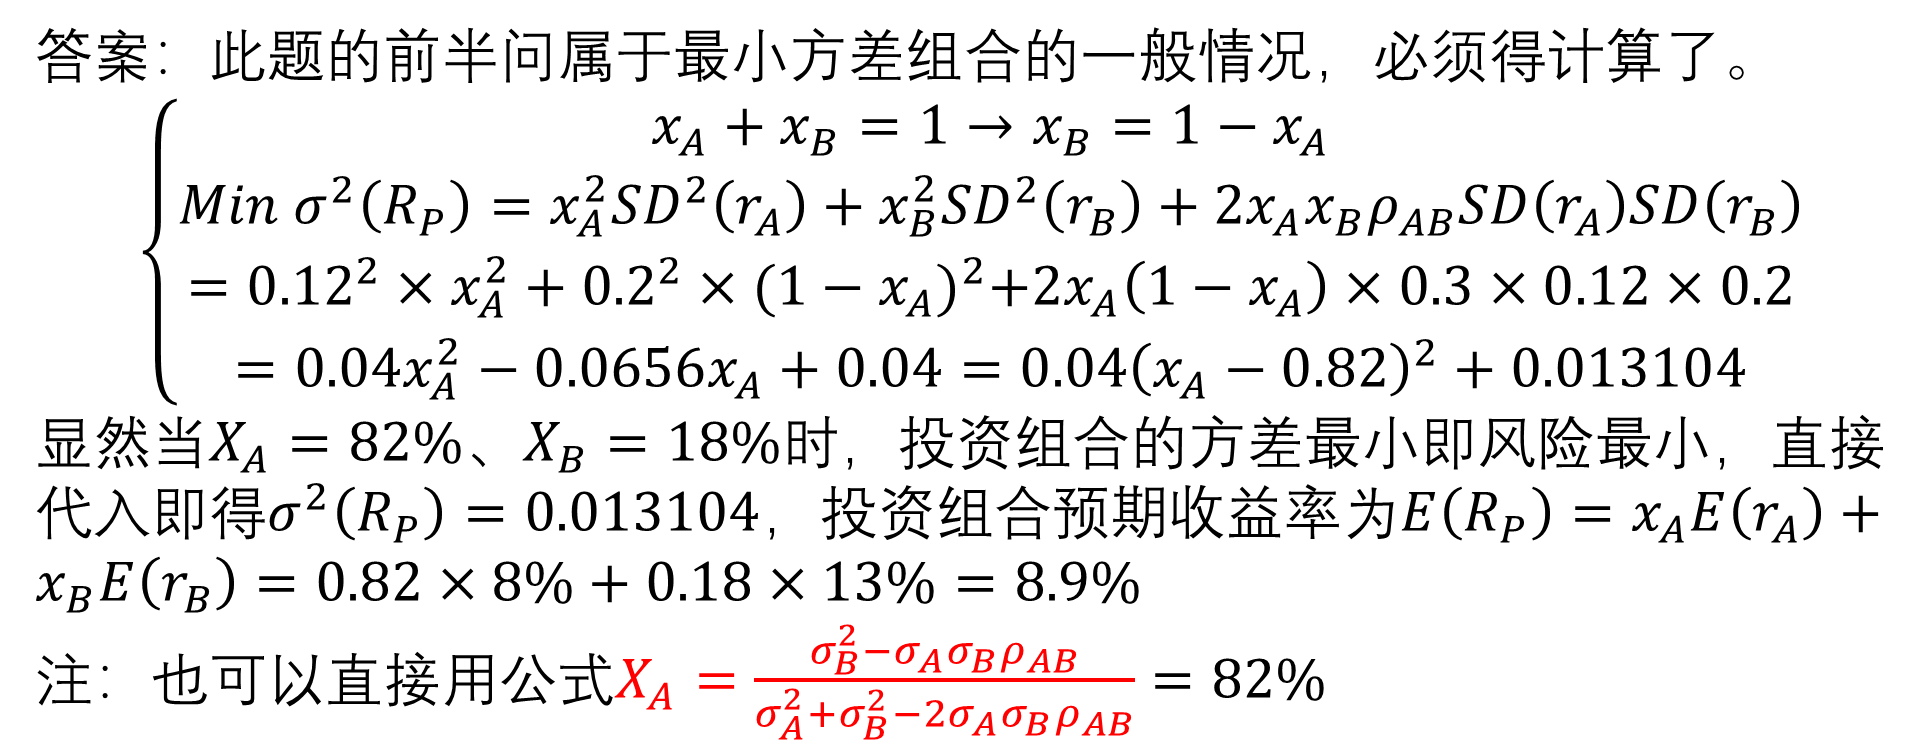 答案：此题的前半问属于最小方差组合的一般情况，必须得计算了。
x_A + x_B = 1 → x_B = 1 − x_A
Min σ²(R_P) = x_A²SD²(r_A) + x_B²SD²(r_B) + 2x_Ax_Bρ_ABSD(r_A)SD(r_B)
= 0.12² × x_A² + 0.2² × (1 − x_A)²+2x_A(1 − x_A) × 0.3 × 0.12 × 0.2
= 0.04x_A² − 0.0656x_A + 0.04 = 0.04(x_A − 0.82)² + 0.013104
显然当X_A = 82%、X_B = 18%时，投资组合的方差最小即风险最小，直接
代入即得σ²(R_P) = 0.013104，投资组合预期收益率为E(R_P) = x_AE(r_A) +
x_BE(r_B) = 0.82 × 8% + 0.18 × 13% = 8.9%
注：也可以直接用公式X_A = (σ_B²−σ_Aσ_Bρ_AB)/(σ_A²+σ_B²−2σ_Aσ_Bρ_AB) = 82%